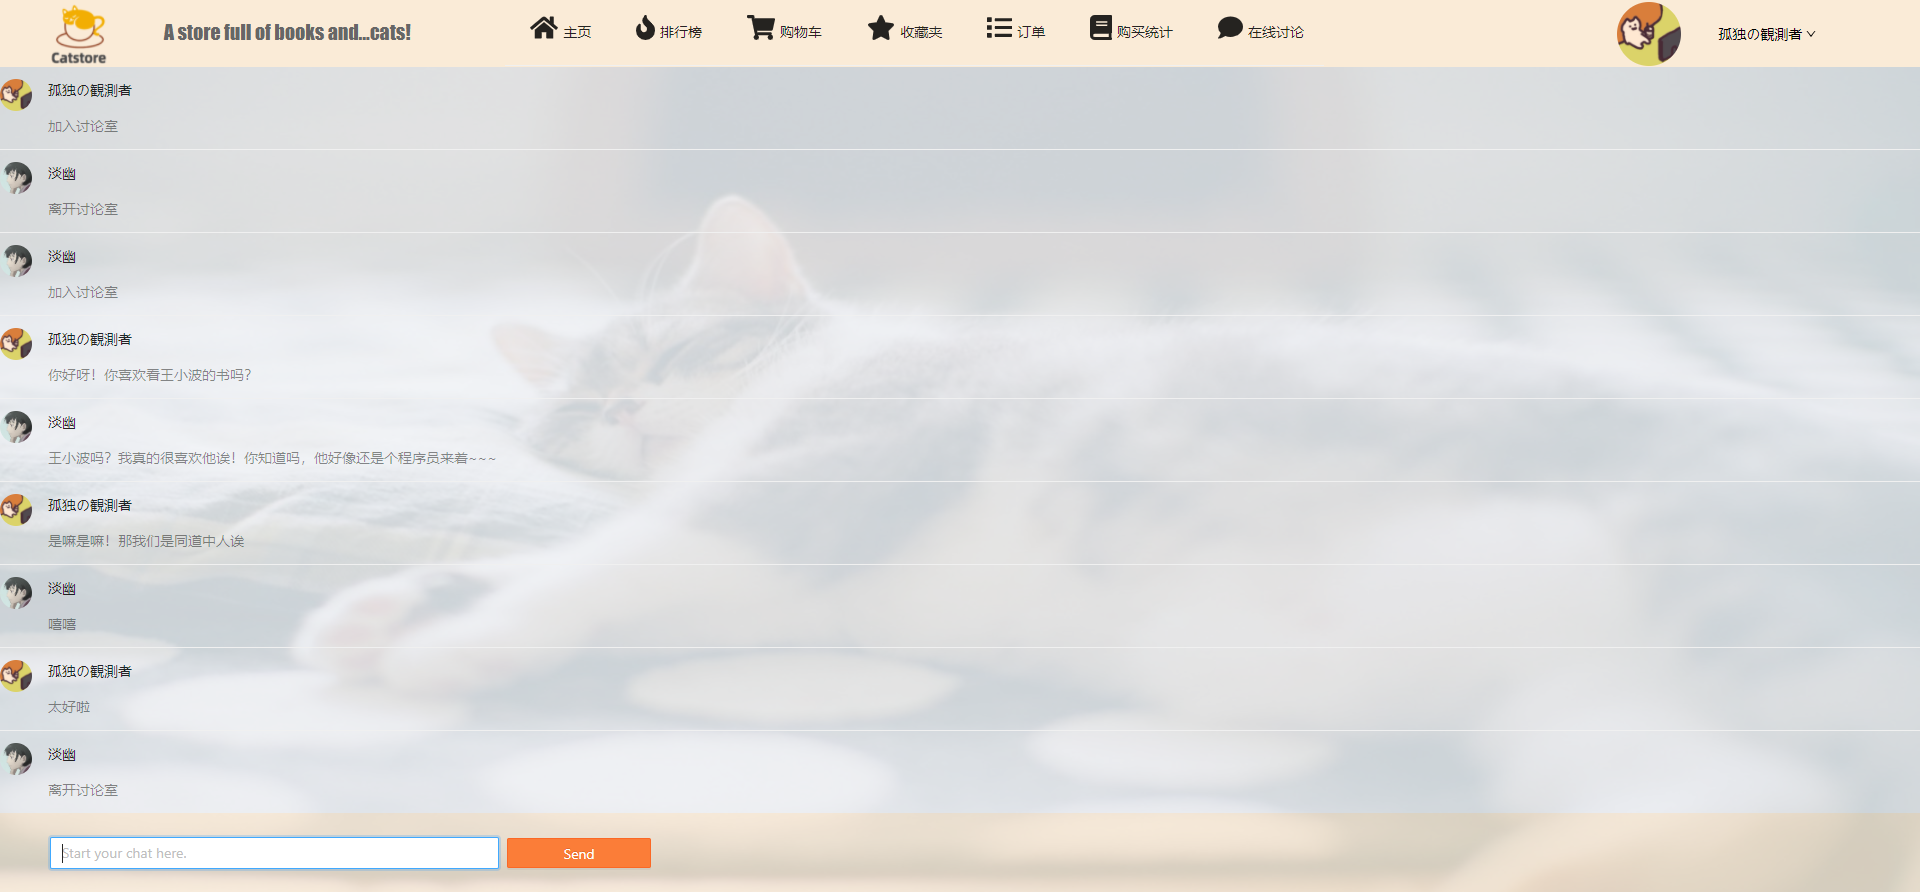 Catstore
A store full of books and...cats!
主页
排行榜
购物车
收藏夹
订单
购买统计
在线讨论
孤独の観測者
孤独の観測者
加入讨论室
淡幽
离开讨论室
淡幽
加入讨论室
孤独の観測者
你好呀！你喜欢看王小波的书吗？
淡幽
王小波吗？我真的很喜欢他诶！你知道吗，他好像还是个程序员来着~~~
孤独の観測者
是嘛是嘛！那我们是同道中人诶
淡幽
嘻嘻
孤独の観測者
太好啦
淡幽
离开讨论室
Start your chat here.
Send